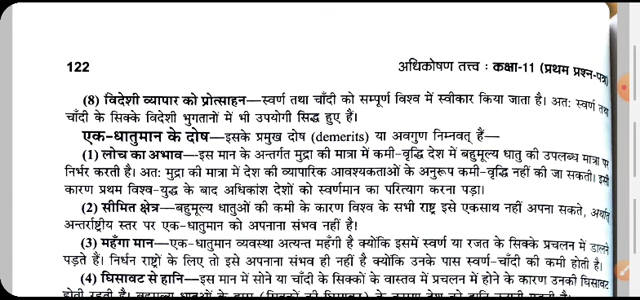 122
अधिकोषण तत्त्व : कक्षा-11 (प्रथम प्रश्न-पत्र)
(8) विदेशी व्यापार को प्रोत्साहन—स्वर्ण तथा चाँदी को सम्पूर्ण विश्व में स्वीकार किया जाता है। अत: स्वर्ण तथा
चाँदी के सिक्के विदेशी भुगतानों में भी उपयोगी सिद्ध हुए हैं।
एक-धातुमान के दोष—इसके प्रमुख दोष (demerits) या अवगुण निम्नवत् हैं—
(1) लोच का अभाव—इस मान के अन्तर्गत मुद्रा की मात्रा में कमी-वृद्धि देश में बहुमूल्य धातु की उपलब्ध मात्रा पर
निर्भर करती है। अत: मुद्रा की मात्रा में देश की व्यापारिक आवश्यकताओं के अनुरूप कमी-वृद्धि नहीं की जा सकती। इसी
कारण प्रथम विश्व-युद्ध के बाद अधिकांश देशों को स्वर्णमान का परित्याग करना पड़ा।
(2) सीमित क्षेत्र—बहुमूल्य धातुओं की कमी के कारण विश्व के सभी राष्ट्र इसे एकसाथ नहीं अपना सकते, अर्थात्
अन्तर्राष्ट्रीय स्तर पर एक-धातुमान को अपनाना संभव नहीं है।
(3) महँगा मान—एक-धातुमान व्यवस्था अत्यन्त महँगी है क्योंकि इसमें स्वर्ण या रजत के सिक्के प्रचलन में डालने
पड़ते हैं। निर्धन राष्ट्रों के लिए तो इसे अपनाना संभव ही नहीं है क्योंकि उनके पास स्वर्ण-चाँदी की कमी होती है।
(4) घिसावट से हानि—इस मान में सोने या चाँदी के सिक्कों के वास्तव में प्रचलन में होने के कारण उनकी घिसावट
होती रहती है।